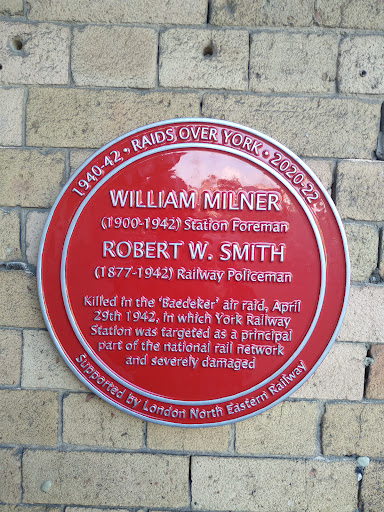 1940-42 • RAIDS OVER YORK • 2020-22
WILLIAM MILNER
(1900-1942) Station Foreman
ROBERT W. SMITH
(1877-1942) Railway Policeman
Killed in the 'Baedeker' air raid, April
29th 1942, in which York Railway
Station was targeted as a principal
part of the national rail network
and severely damaged
Supported by London North Eastern Railway